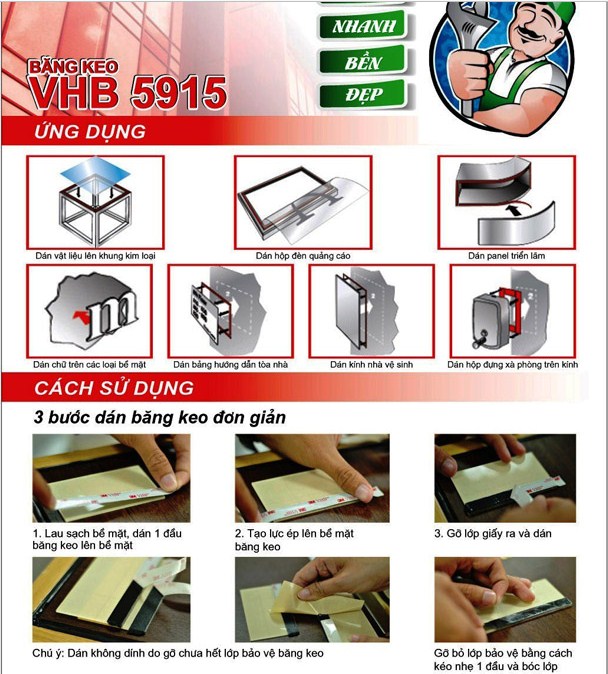 NHANH
BỀN
ĐẸP
BĂNG KEO
VHB 5915
ỨNG DỤNG
Dán vật liệu lên khung kim loại
Dán hộp đèn quảng cáo
Dán panel triển lãm
Dán chữ trên các loại bề mặt
Dán bảng hướng dẫn tòa nhà
Dán kính nhà vệ sinh
Dán hộp đựng xà phòng trên kính
CÁCH SỬ DỤNG
3 bước dán băng keo đơn giản
1. Lau sạch bề mặt, dán 1 đầu
băng keo lên bề mặt
2. Tạo lực ép lên bề mặt
băng keo
3. Gỡ lớp giấy ra và dán
Chú ý: Dán không dính do gỡ chưa hết lớp bảo vệ băng keo
Gỡ bỏ lớp bảo vệ bằng cách
kéo nhẹ 1 đầu và bóc lớp